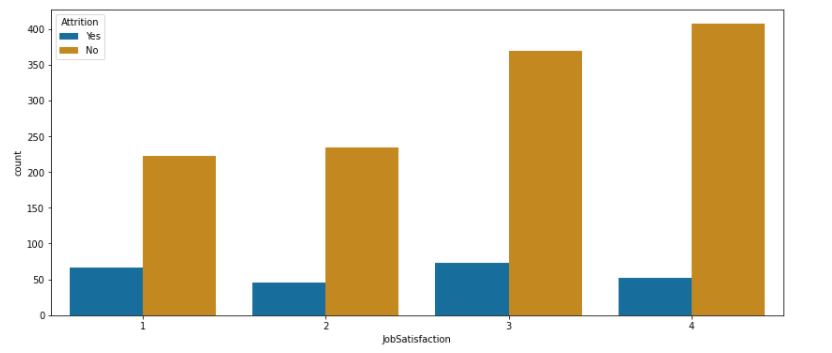 Attrition
Yes
No
400
350
300
250
200
150
100
50
0
count
1 2 3 4
JobSatisfaction